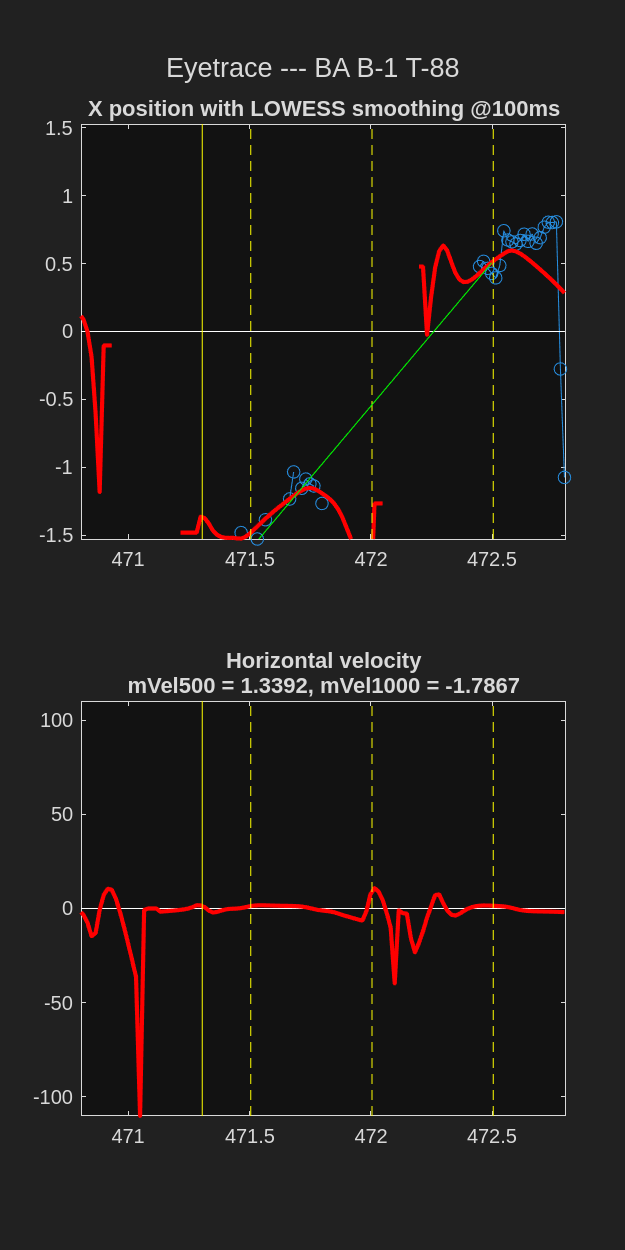 Eyetrace --- BA B-1 T-88
X position with LOWESS smoothing @100ms
1.5
1
0.5
0
-0.5
-1
-1.5
471 471.5 472 472.5
Horizontal velocity
mVel500 = 1.3392, mVel1000 = -1.7867
100
50
0
-50
-100
471 471.5 472 472.5